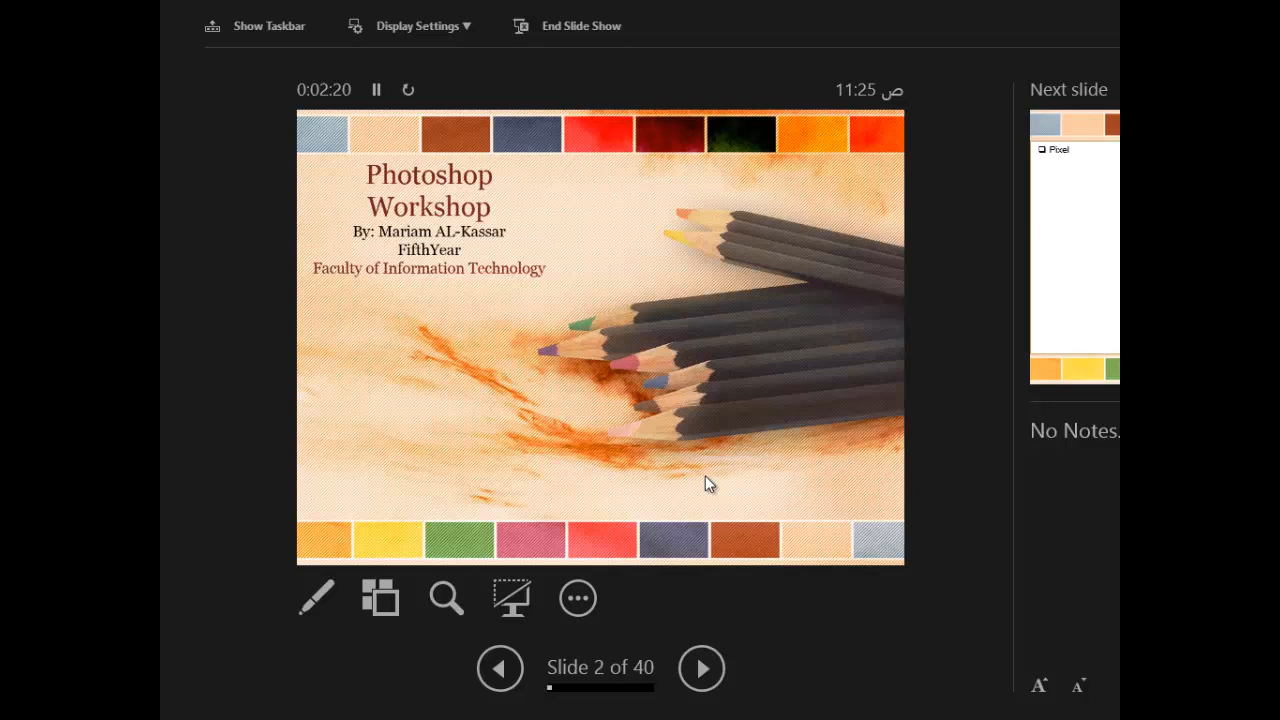 Show Taskbar
Display Settings ▼
End Slide Show
0:02:20
11:25 ص
Next slide
Photoshop
Workshop
By: Mariam AL-Kassar
FifthYear
Faculty of Information Technology
Pixel
No Notes.
Slide 2 of 40
A A